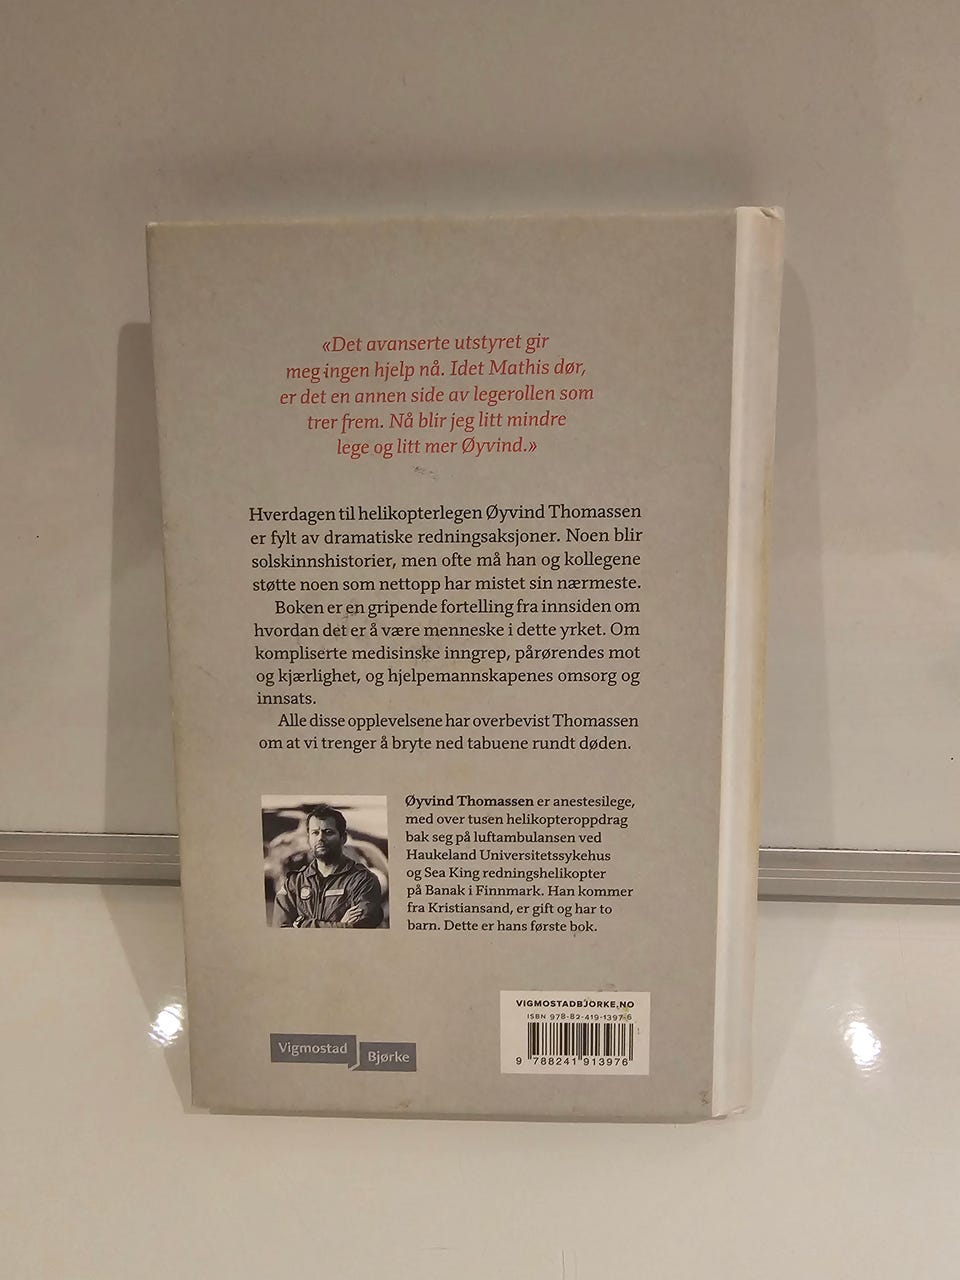 «Det avanserte utstyret gir
meg ingen hjelp nå. Idet Mathis dør,
er det en annen side av legerollen som
trer frem. Nå blir jeg litt mindre
lege og litt mer Øyvind.»
Hverdagen til helikopterlegen Øyvind Thomassen
er fylt av dramatiske redningsaksjoner. Noen blir
solskinnshistorier, men ofte må han og kollegene
støtte noen som nettopp har mistet sin nærmeste.
Boken er en gripende fortelling fra innsiden om
hvordan det er å være menneske i dette yrket. Om
kompliserte medisinske inngrep, pårørendes mot
og kjærlighet, og hjelpemannskapenes omsorg og
innsats.
Alle disse opplevelsene har overbevist Thomassen
om at vi trenger å bryte ned tabuene rundt døden.
Øyvind Thomassen er anestesilege,
med over tusen helikopteroppdrag
bak seg på luftambulansen ved
Haukeland Universitetssykehus
og Sea King redningshelikopter
på Banak i Finnmark. Han kommer
fra Kristiansand, er gift og har to
barn. Dette er hans første bok.
VIGMOSTADBJORKE.NO
ISBN 978-82-419-1397-6
9 788241 913976
Vigmostad Bjørke